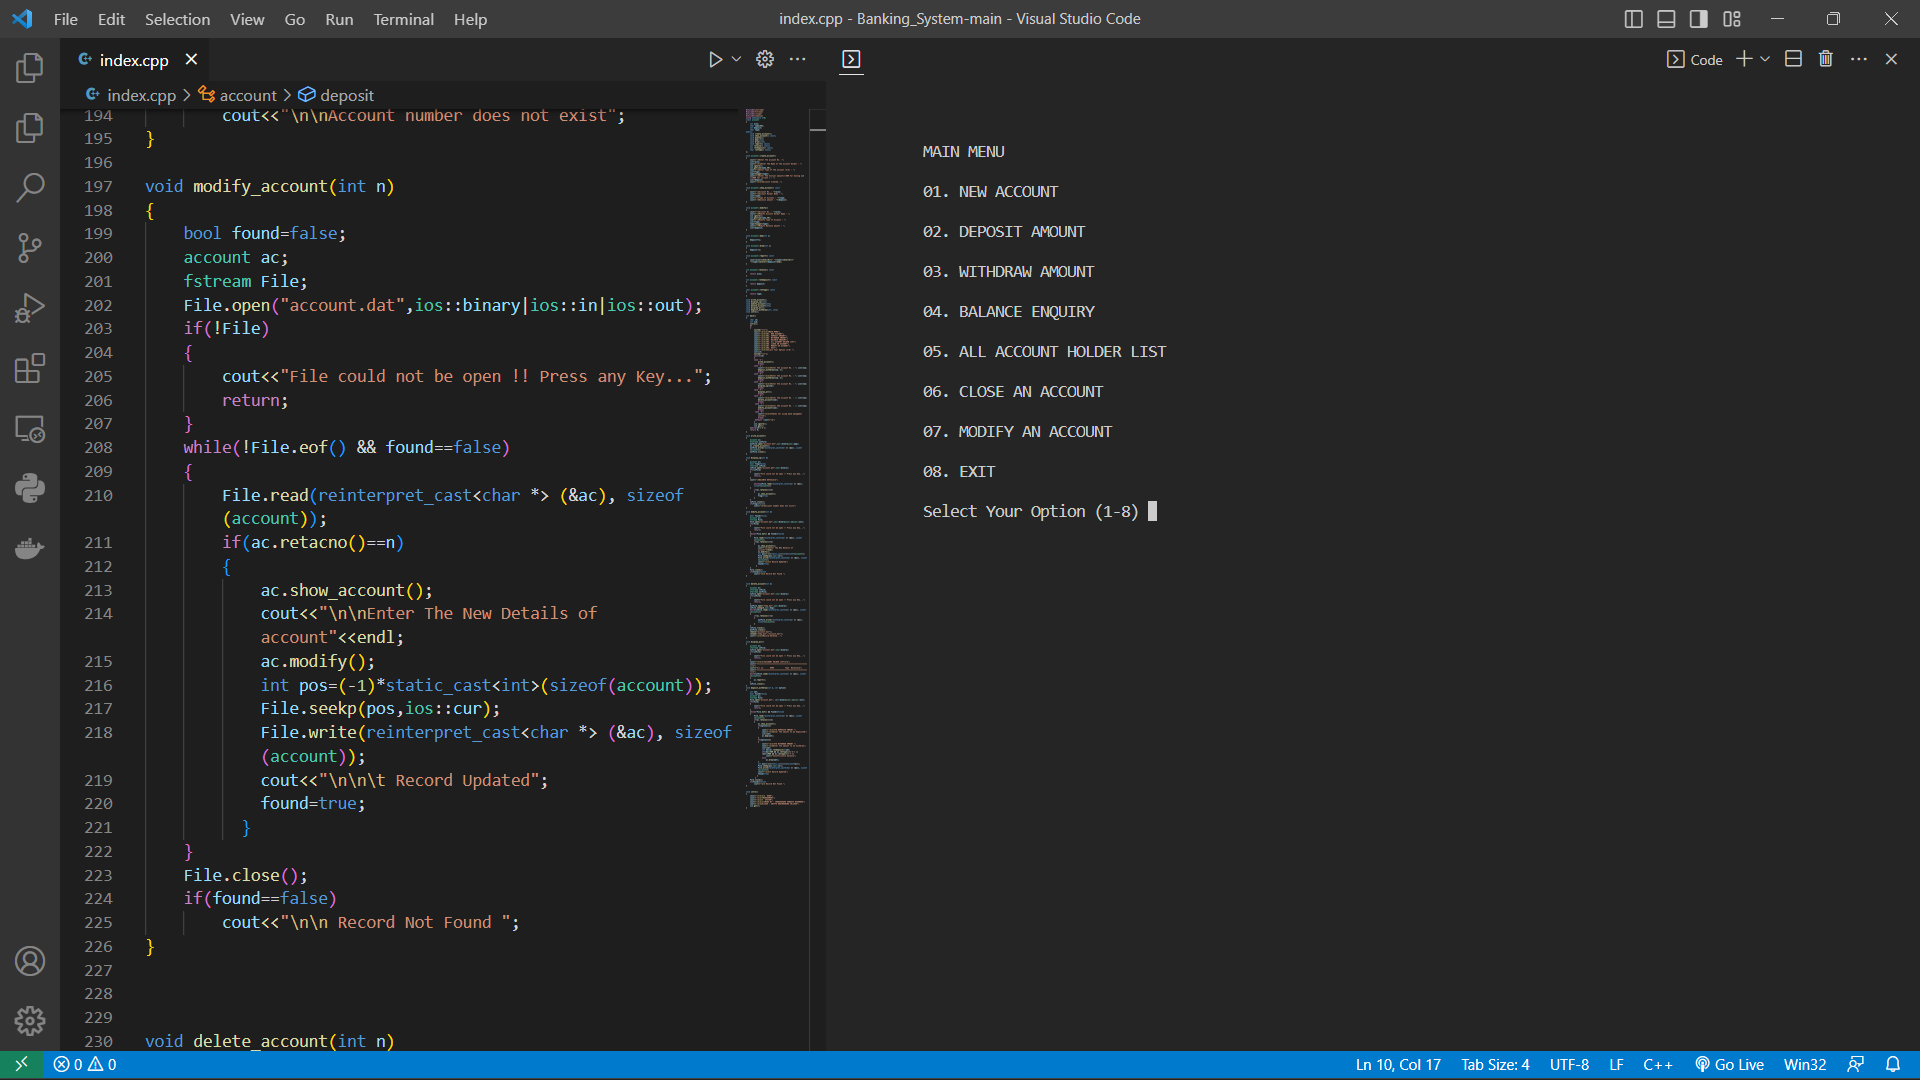 File Edit Selection View Go Run Terminal Help
index.cpp - Banking_System-main - Visual Studio Code
index.cpp
Code
index.cpp > account > deposit
194 cout<<"\n\nAccount number does not exist";
195 }
196
197 void modify_account(int n)
198 {
199 bool found=false;
200 account ac;
201 fstream File;
202 File.open("account.dat",ios::binary|ios::in|ios::out);
203 if(!File)
204 {
205 cout<<"File could not be open !! Press any Key...";
206 return;
207 }
208 while(!File.eof() && found==false)
209 {
210 File.read(reinterpret_cast<char *> (&ac), sizeof
(account));
211 if(ac.retacno()==n)
212 {
213 ac.show_account();
214 cout<<"\n\nEnter The New Details of
account"<<endl;
215 ac.modify();
216 int pos=(-1)*static_cast<int>(sizeof(account));
217 File.seekp(pos,ios::cur);
218 File.write(reinterpret_cast<char *> (&ac), sizeof
(account));
219 cout<<"\n\n\t Record Updated";
220 found=true;
221 }
222 }
223 File.close();
224 if(found==false)
225 cout<<"\n\n Record Not Found ";
226 }
227
228
229
230 void delete_account(int n)
MAIN MENU
01. NEW ACCOUNT
02. DEPOSIT AMOUNT
03. WITHDRAW AMOUNT
04. BALANCE ENQUIRY
05. ALL ACCOUNT HOLDER LIST
06. CLOSE AN ACCOUNT
07. MODIFY AN ACCOUNT
08. EXIT
Select Your Option (1-8)
0 0
Ln 10, Col 17 Tab Size: 4 UTF-8 LF C++ Go Live Win32